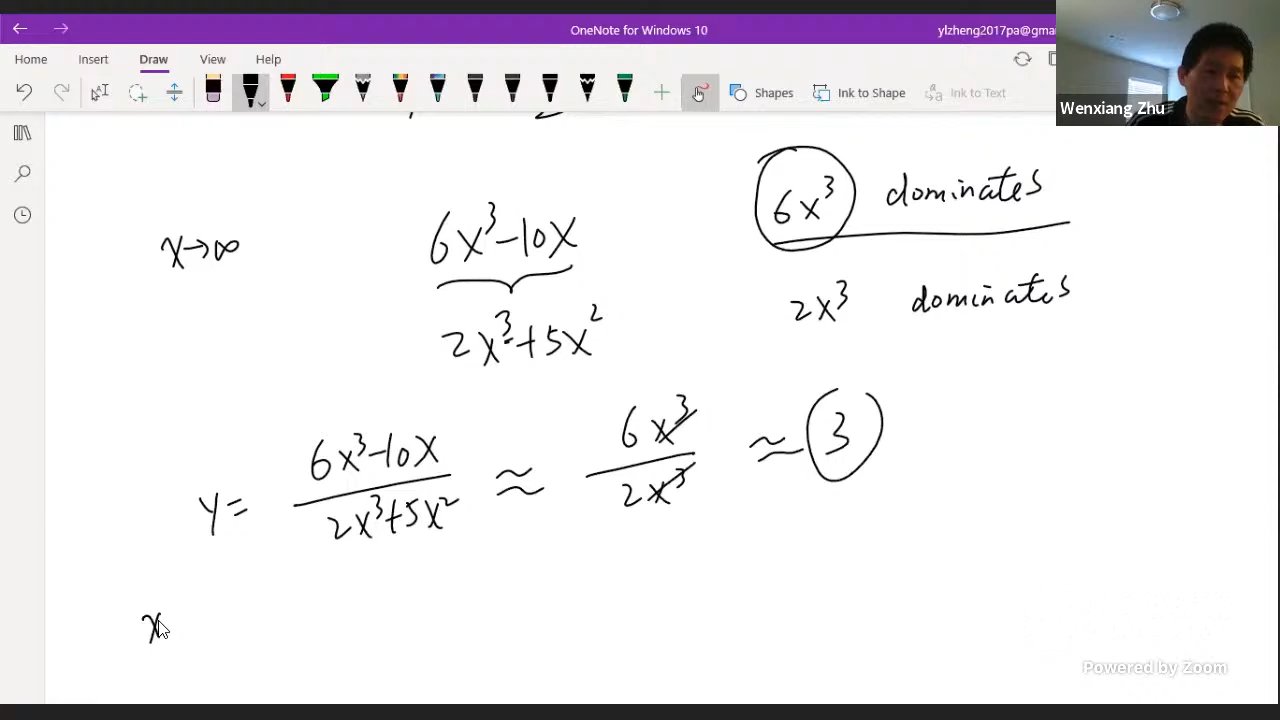 OneNote for Windows 10
ylzheng2017pa@gma
Home Insert Draw View Help
Shapes Ink to Shape Ink to Text
Wenxiang Zhu
6x³ dominates
x→∞ 6x³-10x
2x³ dominates
2x³+5x²
y= 6x³-10x / 2x³+5x² ≈ 6x³ / 2x³ ≈ 3
x
Powered by Zoom